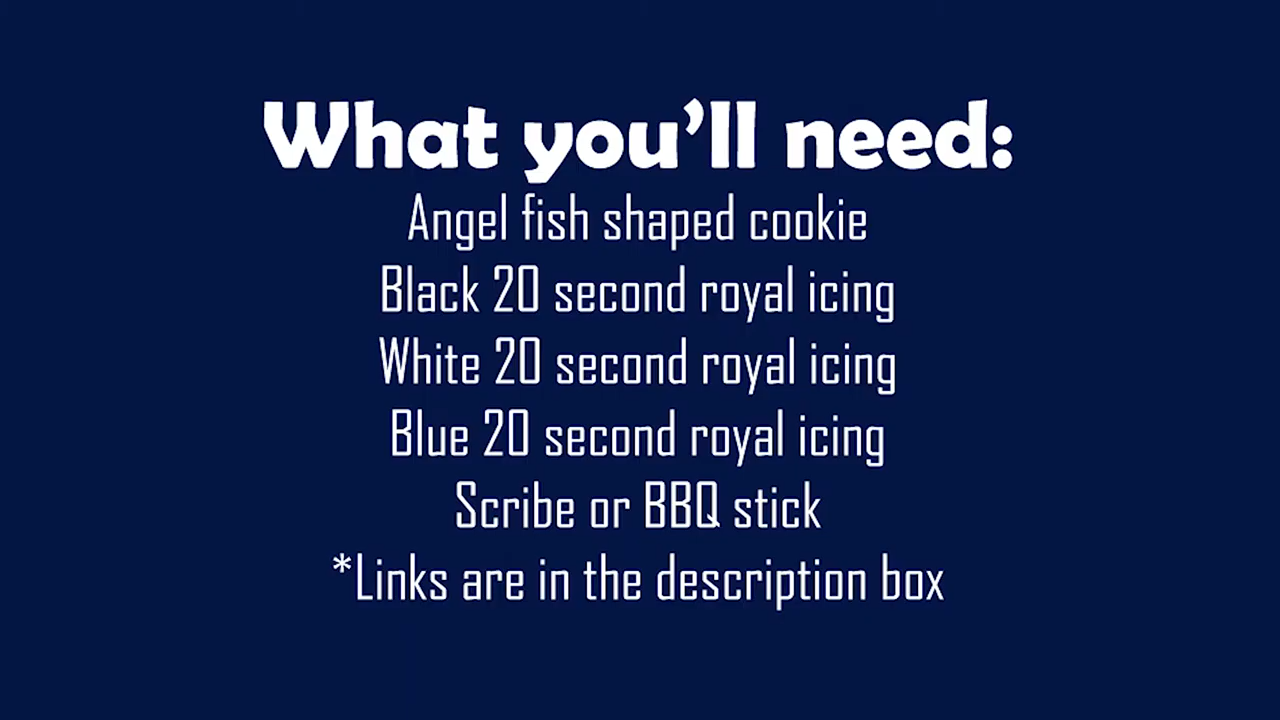 What you'll need:
Angel fish shaped cookie
Black 20 second royal icing
White 20 second royal icing
Blue 20 second royal icing
Scribe or BBQ stick
*Links are in the description box